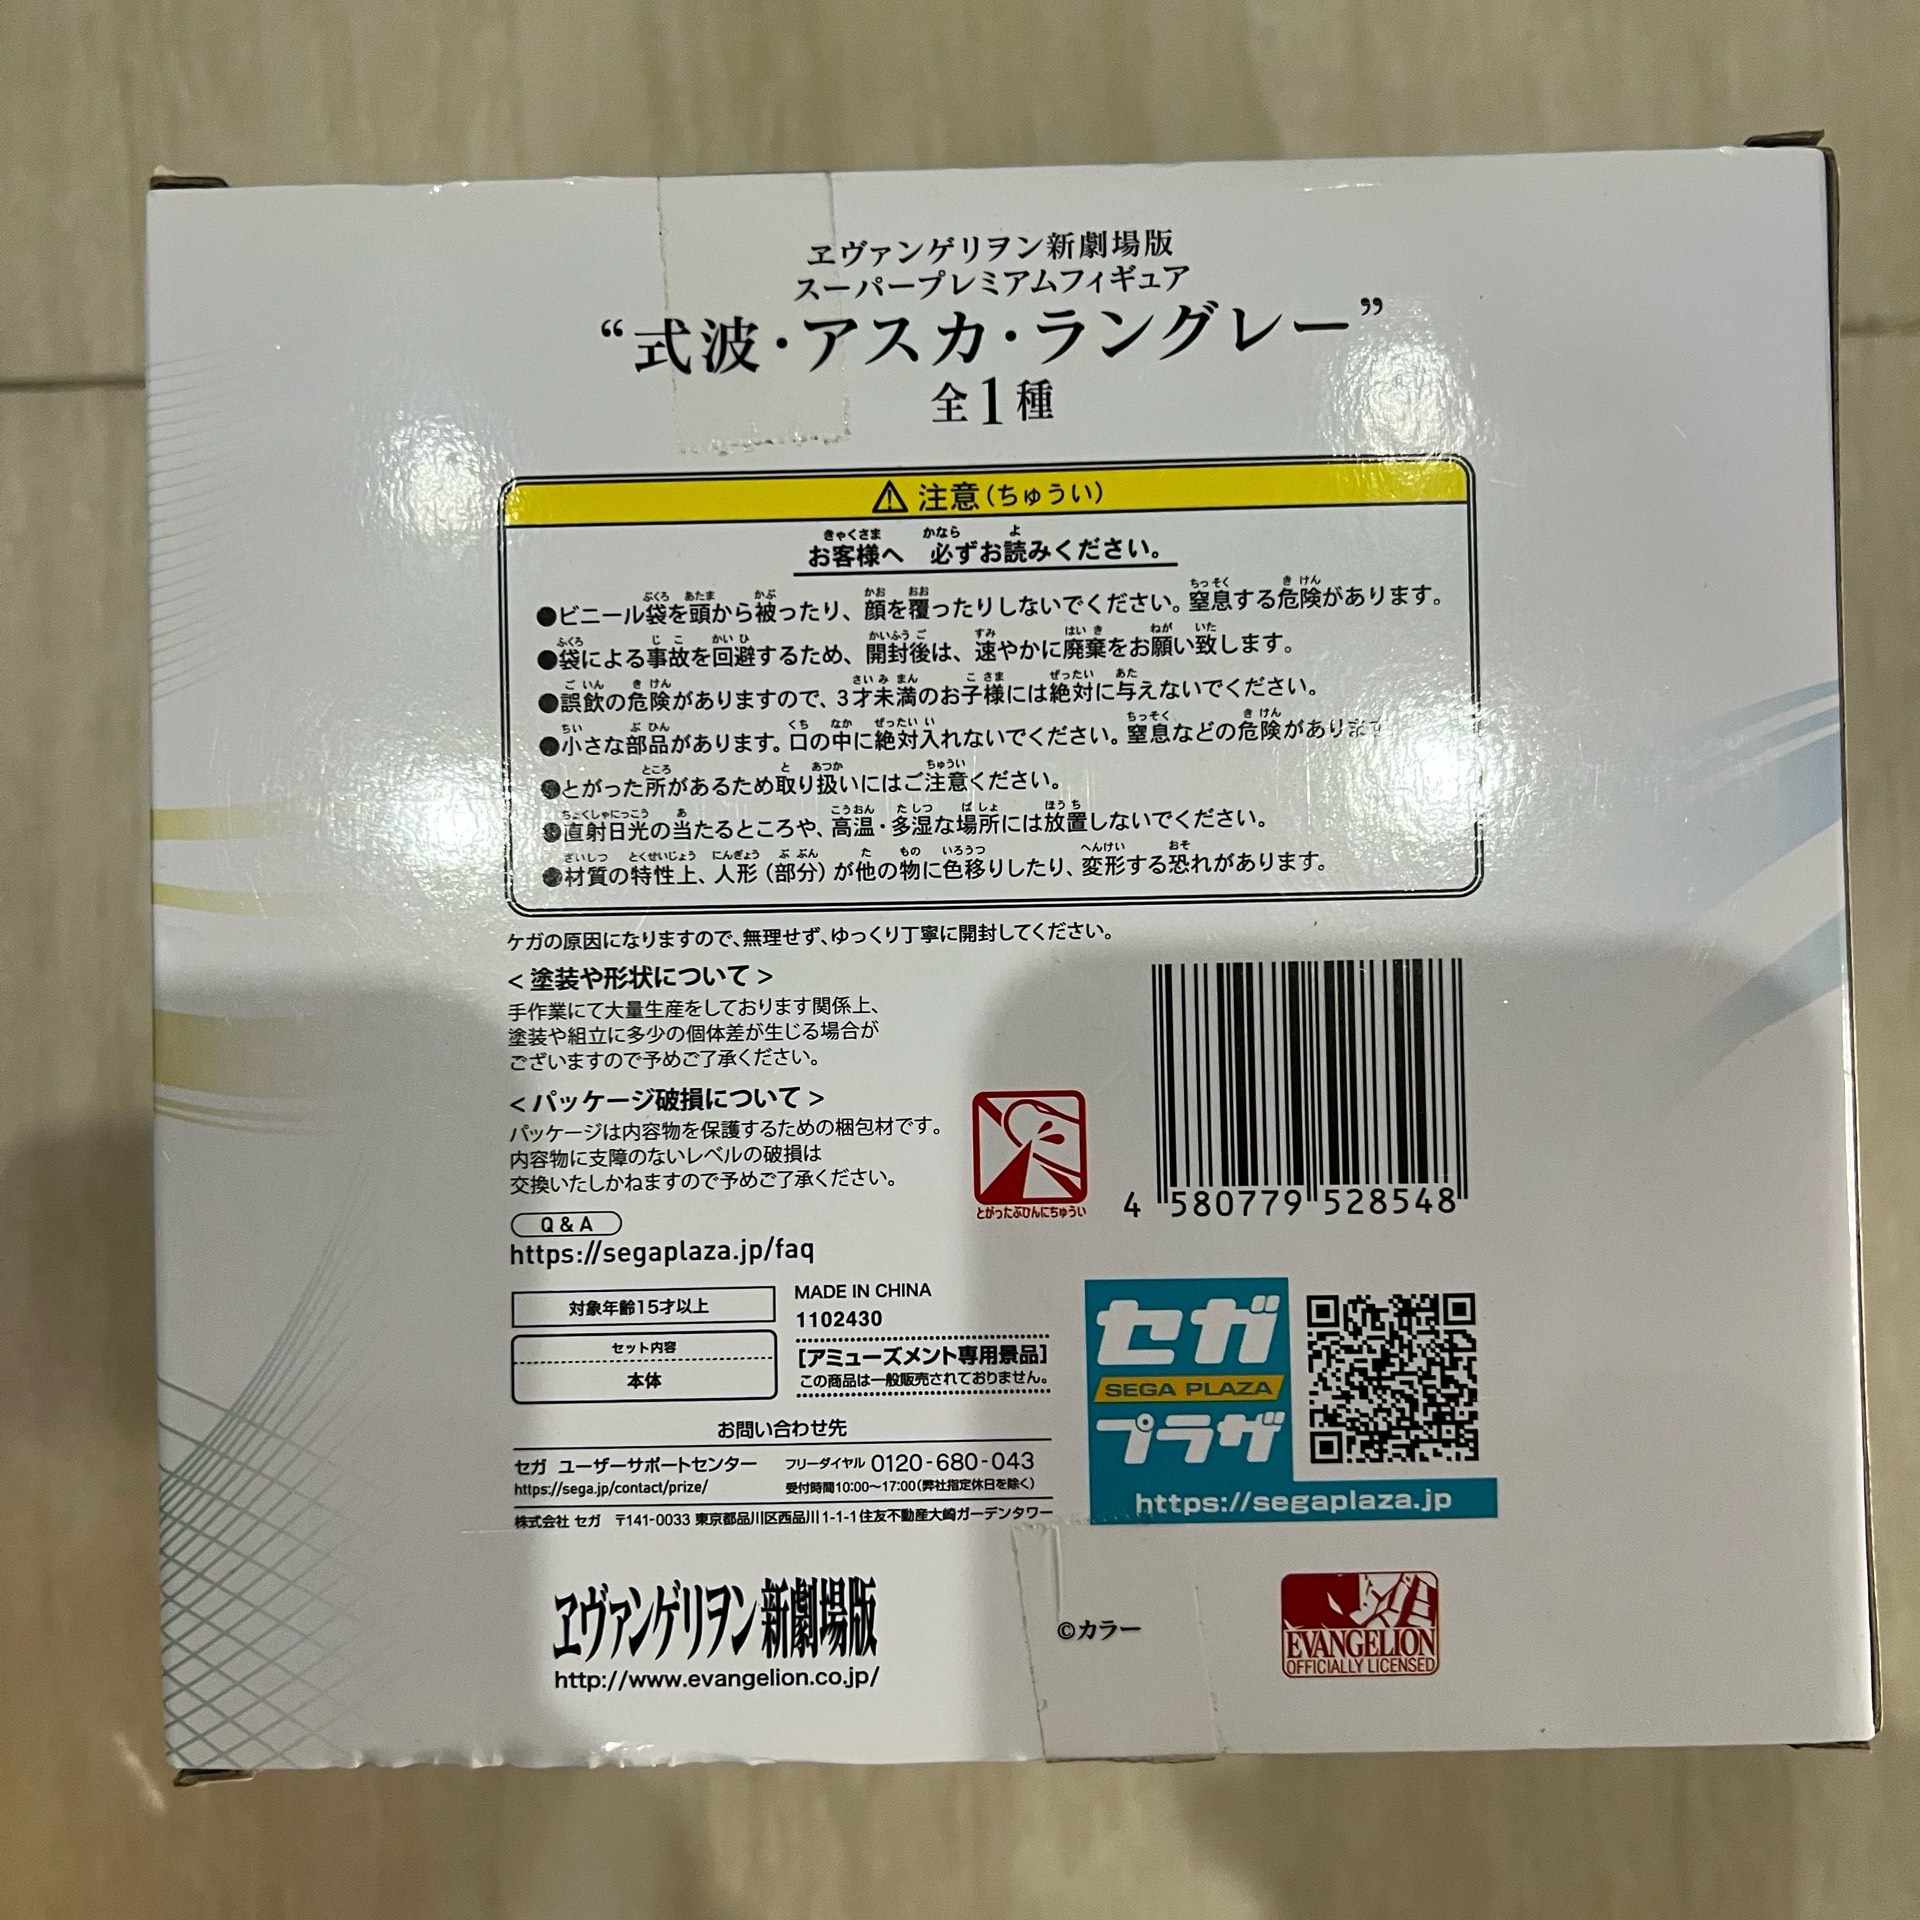 ヱヴァンゲリヲン新劇場版
スーパープレミアムフィギュア
“式波・アスカ・ラングレー”
全1種
⚠注意(ちゅうい)
お客様へ 必ずお読みください。
●ビニール袋を頭から被ったり、顔を覆ったりしないでください。窒息する危険があります。
●袋による事故を回避するため、開封後は、速やかに廃棄をお願い致します。
●誤飲の危険がありますので、3才未満のお子様には絶対に与えないでください。
●小さな部品があります。口の中に絶対入れないでください。窒息などの危険があります
●とがった所があるため取り扱いにはご注意ください。
●直射日光の当たるところや、高温・多湿な場所には放置しないでください。
●材質の特性上、人形(部分)が他の物に色移りしたり、変形する恐れがあります。
ケガの原因になりますので、無理せず、ゆっくり丁寧に開封してください。
<塗装や形状について>
手作業にて大量生産をしております関係上、
塗装や組立に多少の個体差が生じる場合が
ございますので予めご了承ください。
<パッケージ破損について>
パッケージは内容物を保護するための梱包材です。
内容物に支障のないレベルの破損は
交換いたしかねますので予めご了承ください。
とがったぶひんにちゅうい
4 580779 528548
Q&A
https://segaplaza.jp/faq
対象年齢15才以上
セット内容
本体
MADE IN CHINA
1102430
[アミューズメント専用景品]
この商品は一般販売されておりません。
お問い合わせ先
セガ ユーザーサポートセンター フリーダイヤル 0120-680-043
https://sega.jp/contact/prize/ 受付時間10:00〜17:00(弊社指定休日を除く)
株式会社 セガ 〒141-0033 東京都品川区西品川1-1-1住友不動産大崎ガーデンタワー
セガ
SEGA PLAZA
プラザ
https://segaplaza.jp
ヱヴァンゲリヲン新劇場版
http://www.evangelion.co.jp/
©カラー
EVANGELION
OFFICIALLY LICENSED